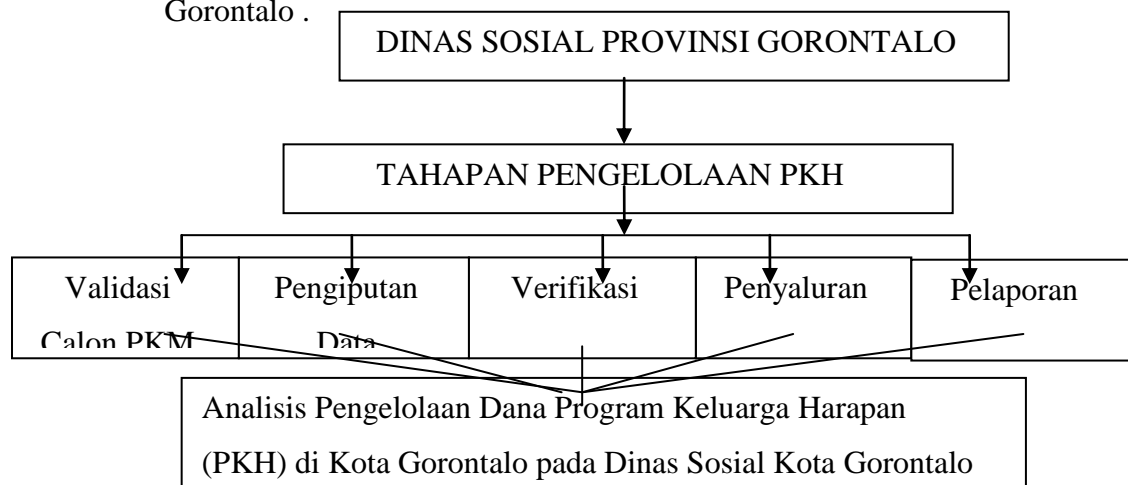 Gorontalo .
DINAS SOSIAL PROVINSI GORONTALO
TAHAPAN PENGELOLAAN PKH
Validasi
Calon PKM
Pengiputan
Data
Verifikasi
Penyaluran
Pelaporan
Analisis Pengelolaan Dana Program Keluarga Harapan
(PKH) di Kota Gorontalo pada Dinas Sosial Kota Gorontalo